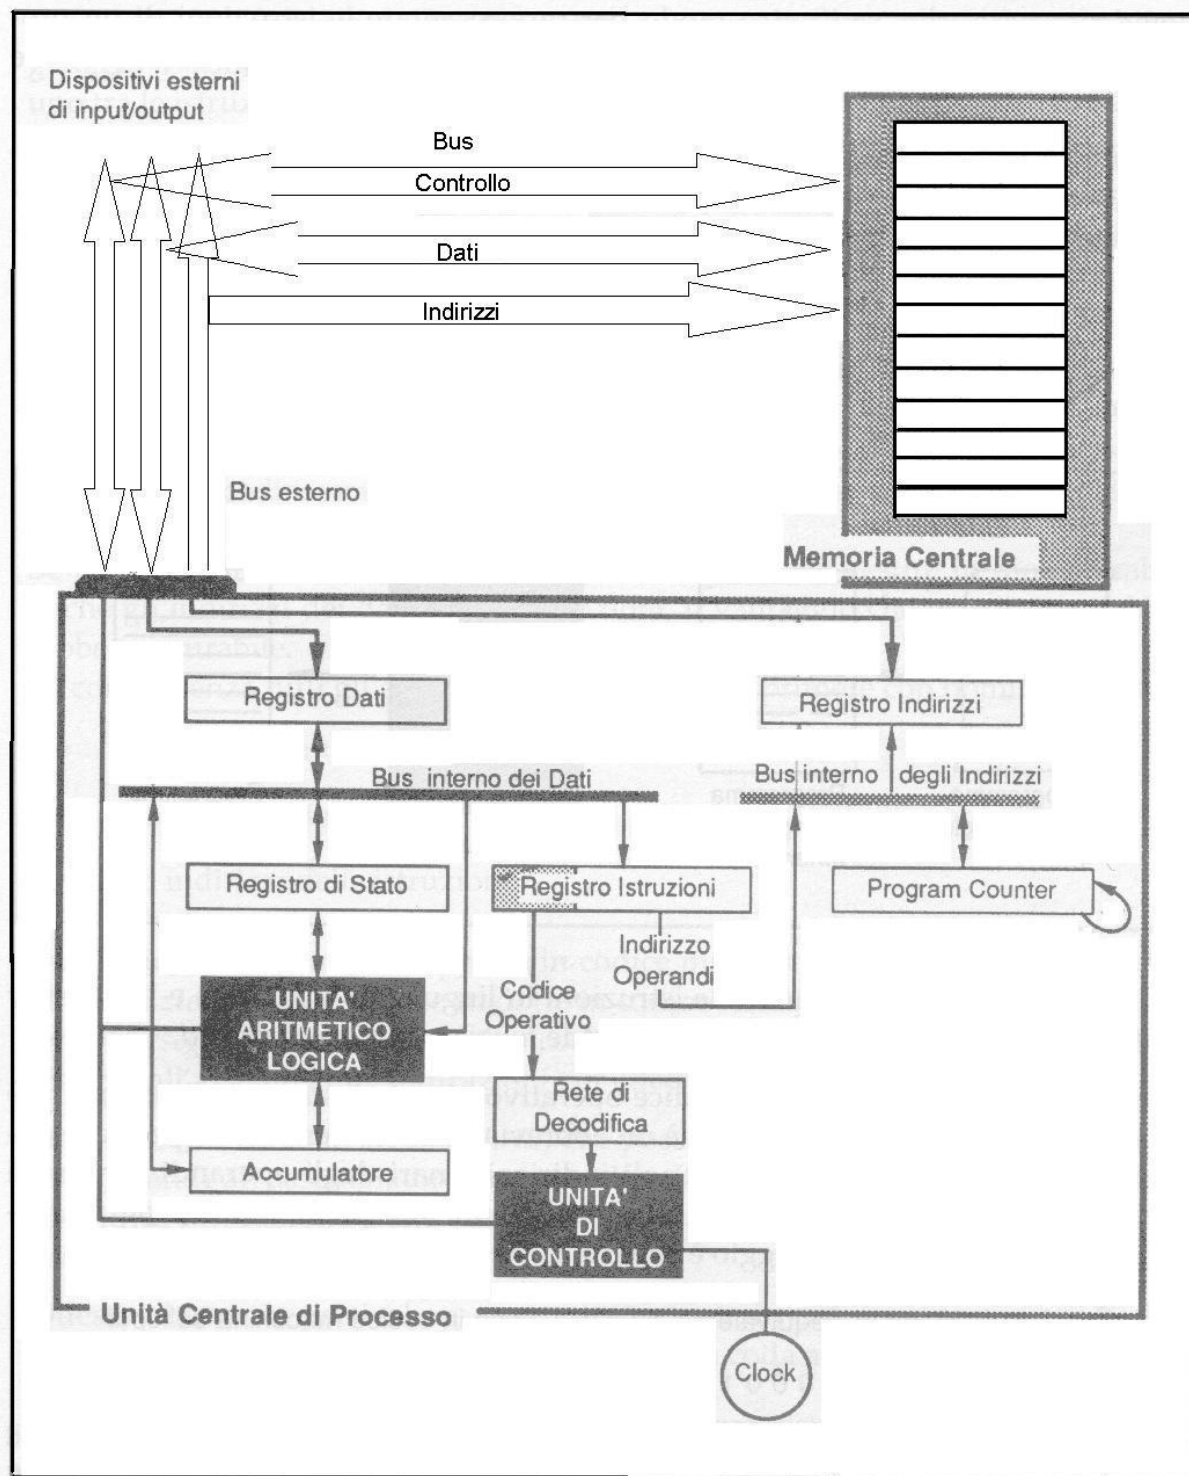 Dispositivi esterni
di input/output
Bus
Controllo
Dati
Indirizzi
Bus esterno
Memoria Centrale
Registro Dati
Registro Indirizzi
Bus interno dei Dati
Bus interno degli Indirizzi
Registro di Stato
Registro Istruzioni
Program Counter
Indirizzo
Operandi
Codice
Operativo
UNITA'
ARITMETICO
LOGICA
Rete di
Decodifica
Accumulatore
UNITA'
DI
CONTROLLO
Unità Centrale di Processo
Clock